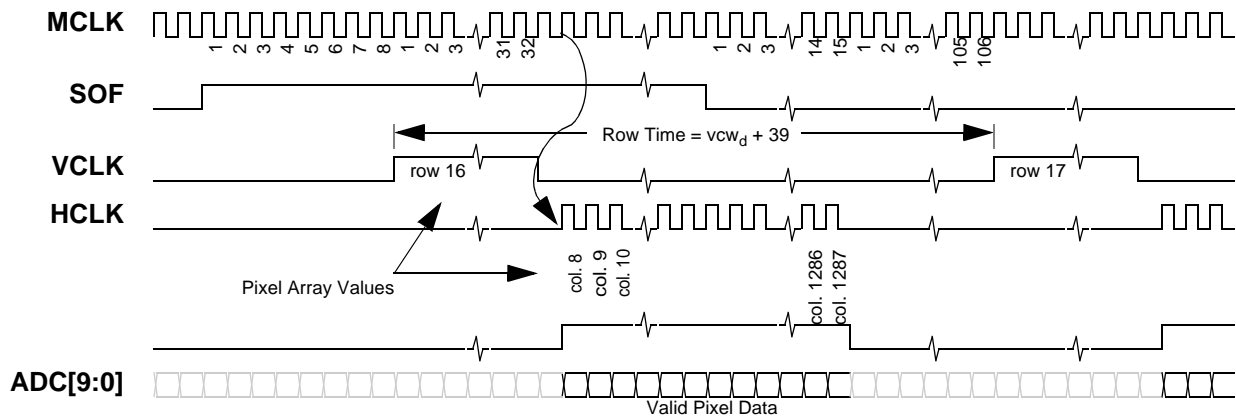 MCLK
1 2 3 4 5 6 7 8 1 2 3 31 32 1 2 3 14 15 1 2 3 105 106
SOF
Row Time = vcwd + 39
VCLK
row 16
row 17
HCLK
col. 8
col. 9
col. 10
col. 1286
col. 1287
Pixel Array Values
ADC[9:0]
Valid Pixel Data